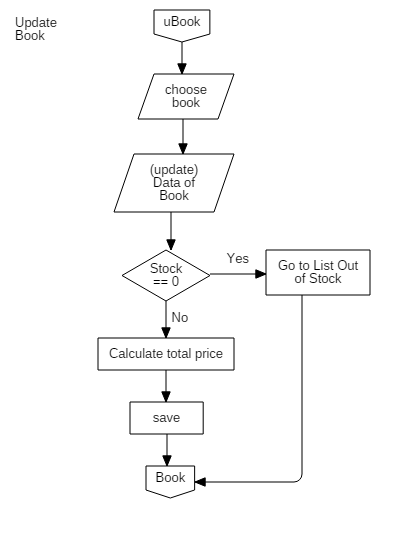 Update
Book
uBook
choose
book
(update)
Data of
Book
Stock
== 0
Yes
Go to List Out
of Stock
No
Calculate total price
save
Book